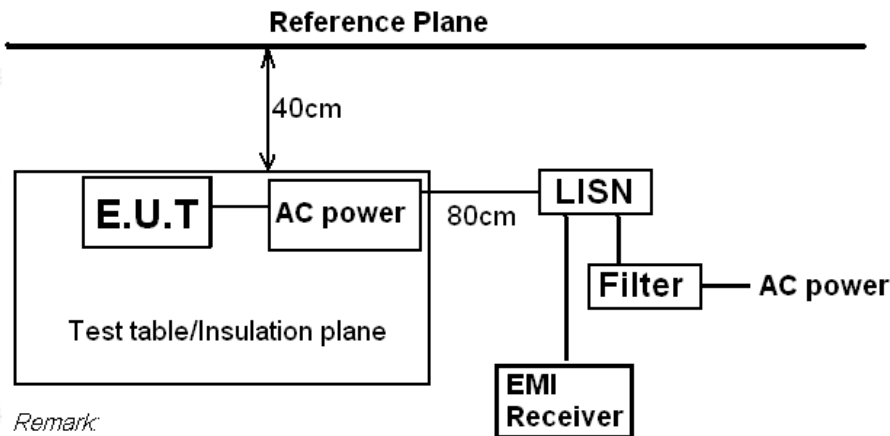 Reference Plane
40cm
LISN
E.U.T
AC power
80cm
Filter
AC power
Test table/Insulation plane
EMI
Receiver
Remark: